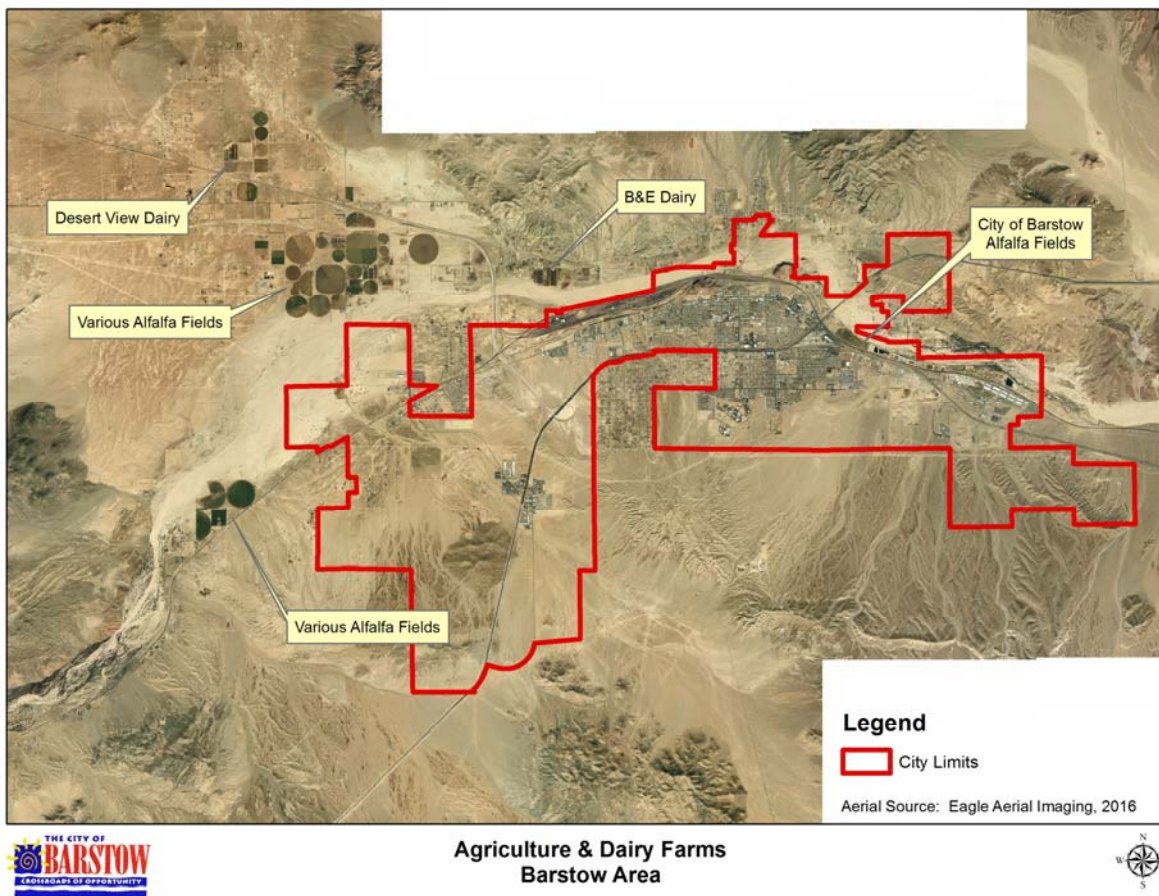 Desert View Dairy
B&E Dairy
City of Barstow
Alfalfa Fields
Various Alfalfa Fields
Various Alfalfa Fields
Legend
City Limits
Aerial Source: Eagle Aerial Imaging, 2016
THE CITY OF
BARSTOW
CROSSROADS OF OPPORTUNITY
Agriculture & Dairy Farms
Barstow Area
N
W
E
S